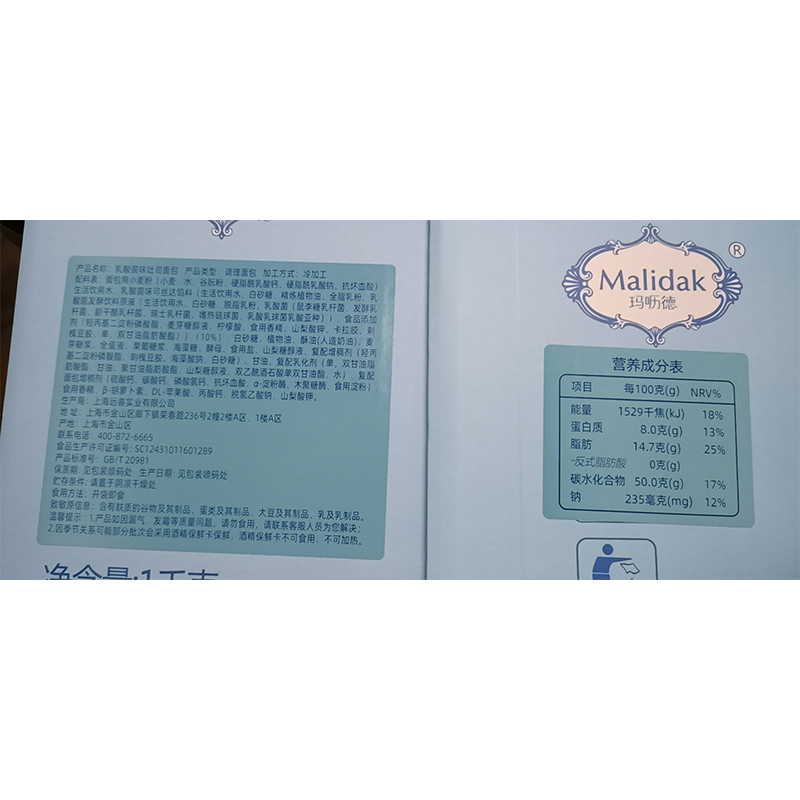 产品名称：乳酸菌味吐司面包 产品类型：调理面包 加工方式：冷加工
配料表：面包用小麦粉（小麦、水、谷朊粉、硬脂酰乳酸钙、硬脂酰乳酸钠、抗坏血酸）
生活饮用水、乳酸菌味可丝达馅料（生活饮用水、白砂糖、精炼植物油、全脂乳粉、乳
酸菌发酵饮料原液（生活饮用水、白砂糖、脱脂乳粉、乳酸菌（鼠李糖乳杆菌、发酵乳
杆菌、副干酪乳杆菌、瑞士乳杆菌、嗜热链球菌、乳酸乳球菌乳酸亚种））、食品添加
剂（羟丙基二淀粉磷酸酯、麦芽糖醇液、柠檬酸、食用香精、山梨酸钾、卡拉胶、刺
槐豆胶、单，双甘油脂肪酸酯））（10%）、白砂糖、植物油、酥油(人造奶油)、麦
芽糖浆、全蛋液、果葡糖浆、海藻糖、酵母、食用盐、山梨糖醇液、复配增稠剂（羟丙
基二淀粉磷酸酯、刺槐豆胶、海藻酸钠、白砂糖）、甘油、复配乳化剂（单，双甘油脂
肪酸酯、甘油、聚甘油脂肪酸酯、山梨糖醇液、双乙酰酒石酸单双甘油酯、水）、复配
面包增稠剂（硫酸钙、碳酸钙、磷酸氢钙、抗坏血酸、α-淀粉酶、木聚糖酶、食用淀粉）
食用香精、β-胡萝卜素、DL-苹果酸、丙酸钙、脱氢乙酸钠、山梨酸钾。
生产商：上海远喜实业有限公司
地 址：上海市金山区廊下镇荣春路236号2幢2楼A区、1楼A区
产地：上海市金山区
联系电话：400-872-6665
食品生产许可证编号：SC12431011601289
产品标准号：GB/T 20981
保质期：见包装喷码处 生产日期：见包装喷码处
贮存条件：请置于阴凉干燥处
食用方法：开袋即食
致敏原信息：含有麸质的谷物及其制品，蛋类及其制品、大豆及其制品、乳及乳制品。
温馨提示：1.产品如因漏气、发霉等质量问题，请勿食用，请联系客服人员为您解决；
2.因季节关系可能部分批次会采用酒精保鲜卡保鲜，酒精保鲜卡不可食用，不可加热。
净含量:1千克
Malidak®
玛呖德
营养成分表
项目 每100克(g) NRV%
能量 1529千焦(kJ) 18%
蛋白质 8.0克(g) 13%
脂肪 14.7克(g) 25%
-反式脂肪酸 0克(g)
碳水化合物 50.0克(g) 17%
钠 235毫克(mg) 12%